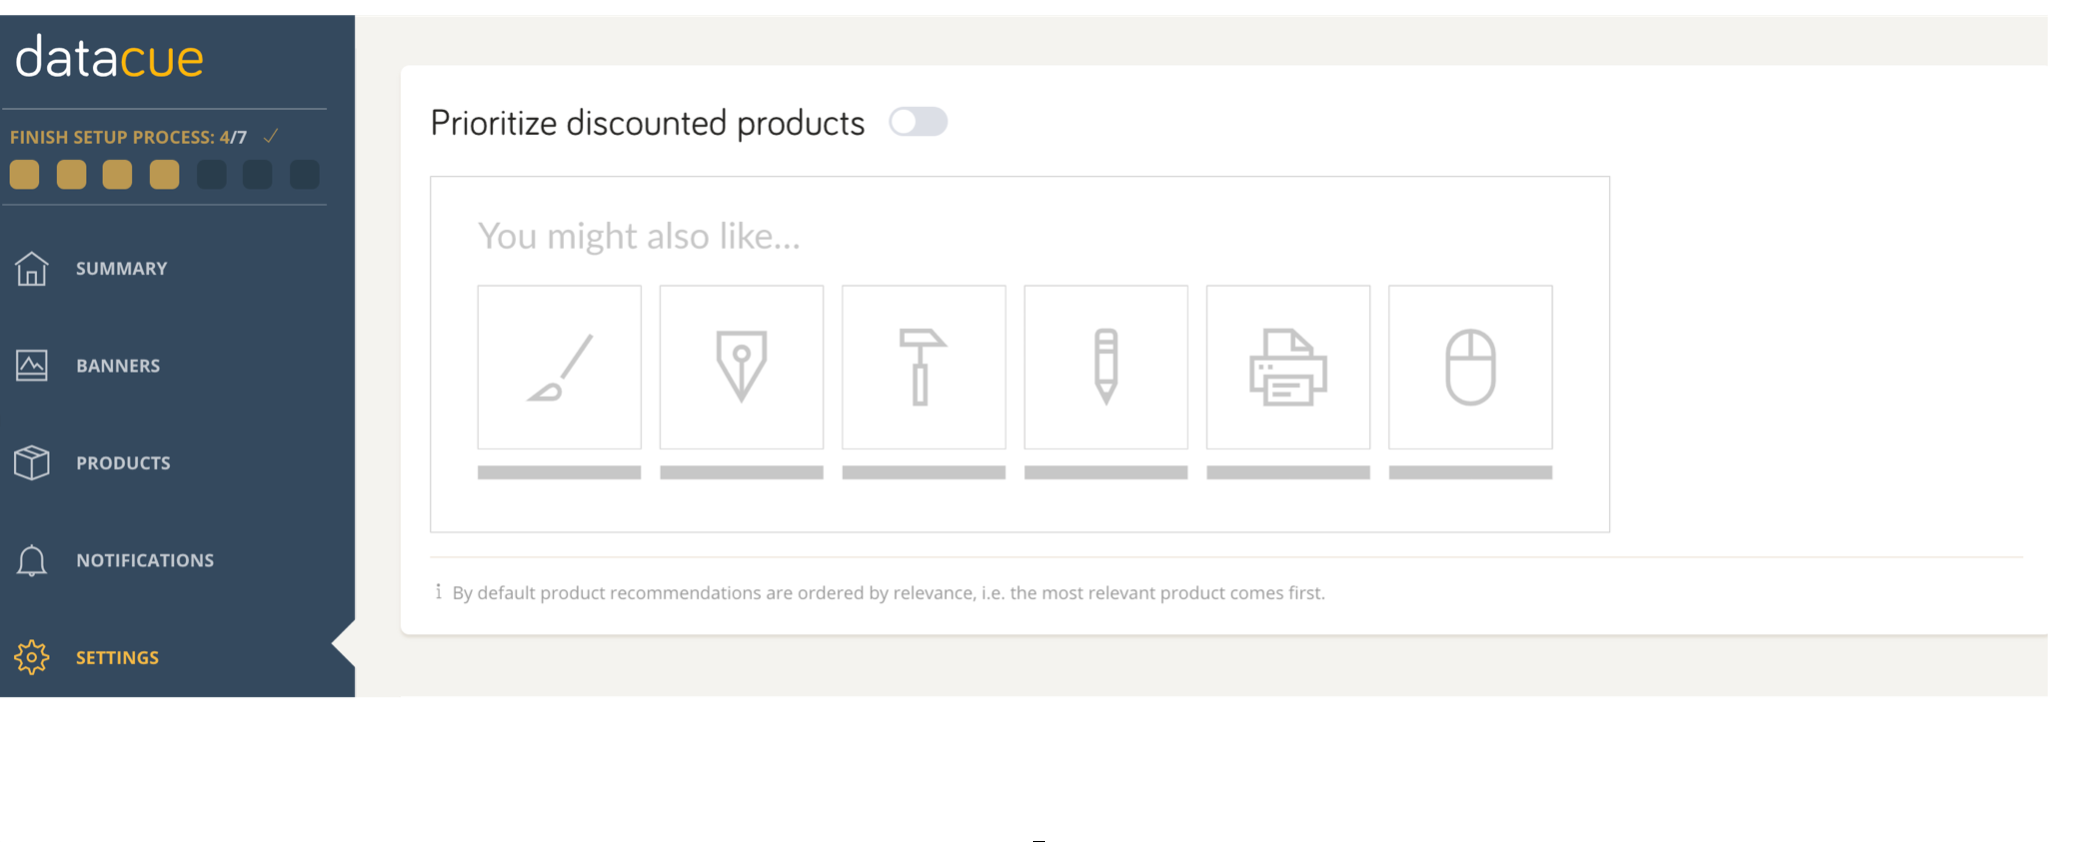 datacue
FINISH SETUP PROCESS: 4/7
SUMMARY
BANNERS
PRODUCTS
NOTIFICATIONS
SETTINGS
Prioritize discounted products
You might also like...
i By default product recommendations are ordered by relevance, i.e. the most relevant product comes first.